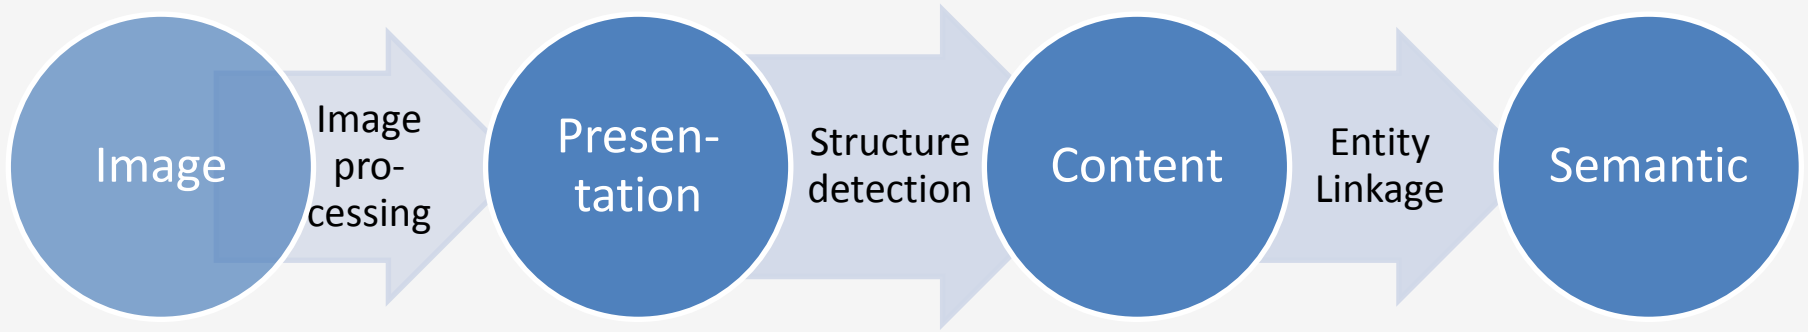 Image
Image
pro-
cessing
Presen-
tation
Structure
detection
Content
Entity
Linkage
Semantic